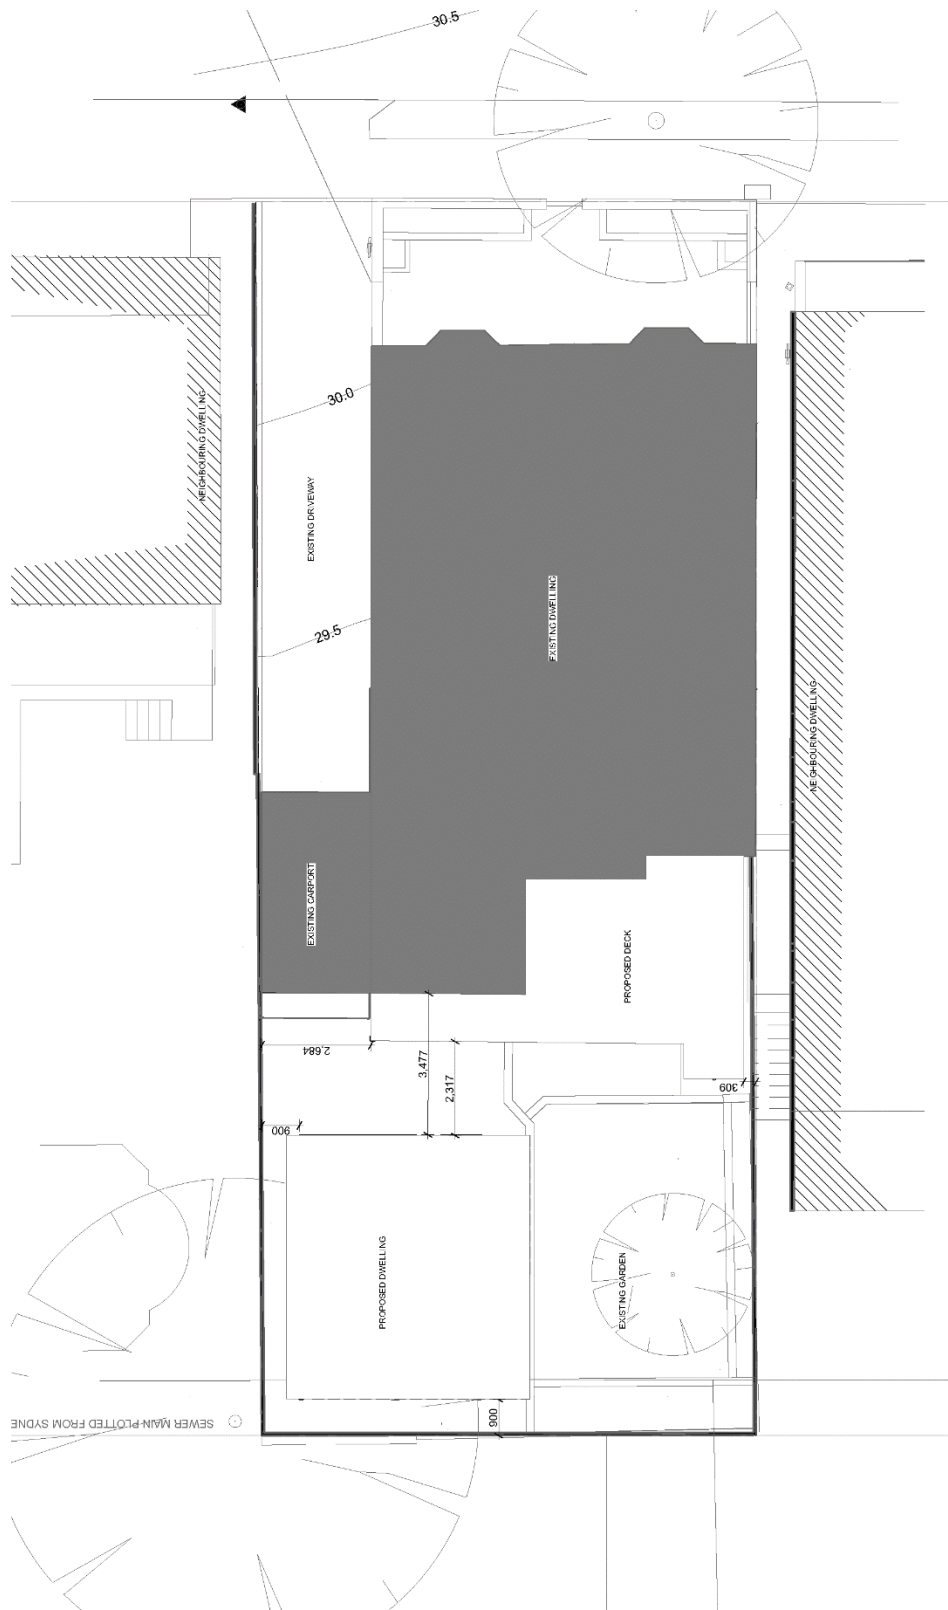 30.5
NEIGHBOURING DWELLING
30.0
EXISTING DRIVEWAY
29.5
EXISTING DWELLING
NEIGHBOURING DWELLING
EXISTING CARPORT
PROPOSED DECK
2,684
3,477
2,317
309
900
PROPOSED DWELLING
EXISTING GARDEN
900
SEWER MAIN-PLOTTED FROM SYDNE